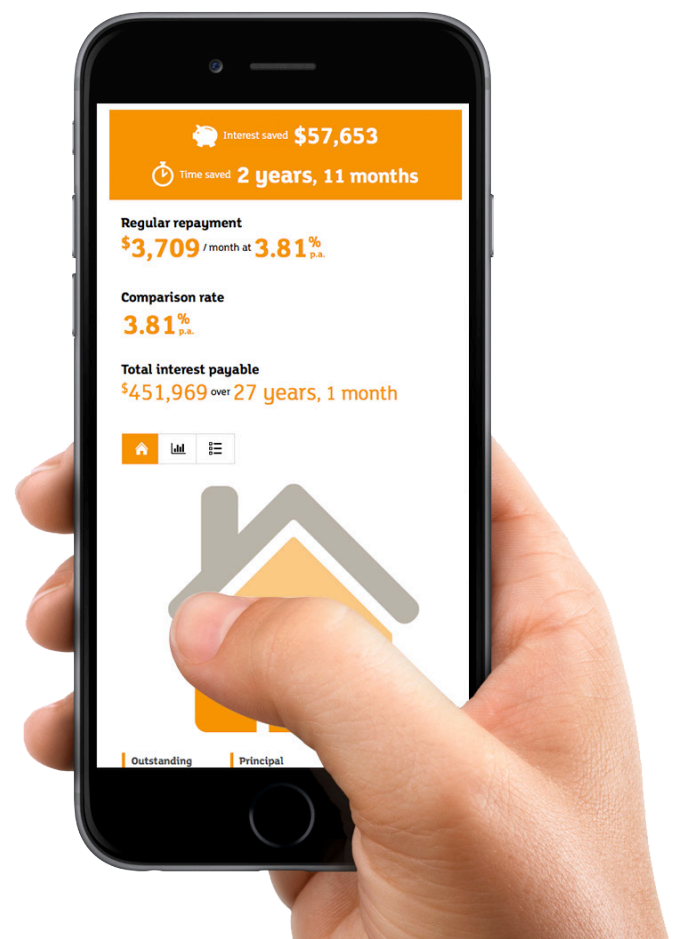 Interest saved $57,653
Time saved 2 years, 11 months
Regular repayment
$3,709 / month at 3.81% p.a.
Comparison rate
3.81% p.a.
Total interest payable
$451,969 over 27 years, 1 month
Outstanding Principal